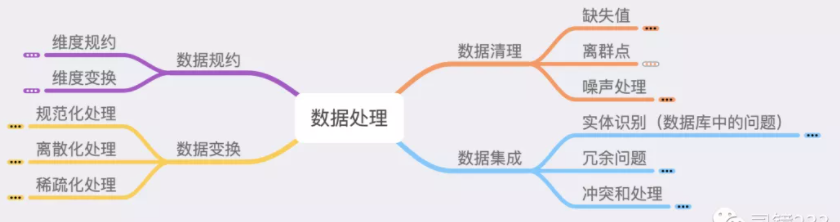 数据处理
数据清理
缺失值
离群点
噪声处理
数据集成
实体识别（数据库中的问题）
冗余问题
冲突和处理
数据规约
维度规约
维度变换
数据变换
规范化处理
离散化处理
稀疏化处理